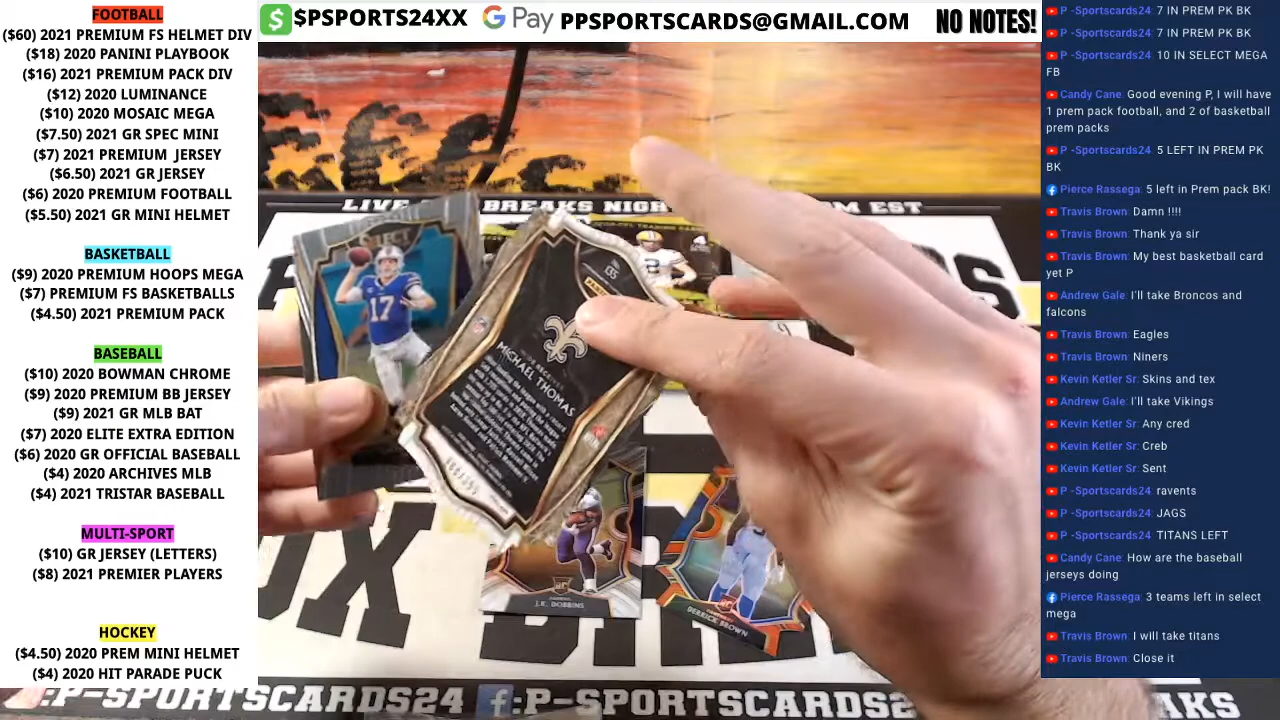 FOOTBALL
($60) 2021 PREMIUM FS HELMET DIV
($18) 2020 PANINI PLAYBOOK
($16) 2021 PREMIUM PACK DIV
($12) 2020 LUMINANCE
($10) 2020 MOSAIC MEGA
($7.50) 2021 GR SPEC MINI
($7) 2021 PREMIUM JERSEY
($6.50) 2021 GR JERSEY
($6) 2020 PREMIUM FOOTBALL
($5.50) 2021 GR MINI HELMET
BASKETBALL
($9) 2020 PREMIUM HOOPS MEGA
($7) PREMIUM FS BASKETBALLS
($4.50) 2021 PREMIUM PACK
BASEBALL
($10) 2020 BOWMAN CHROME
($9) 2020 PREMIUM BB JERSEY
($9) 2021 GR MLB BAT
($7) 2020 ELITE EXTRA EDITION
($6) 2020 GR OFFICIAL BASEBALL
($4) 2020 ARCHIVES MLB
($4) 2021 TRISTAR BASEBALL
MULTI-SPORT
($10) GR JERSEY (LETTERS)
($8) 2021 PREMIER PLAYERS
HOCKEY
($4.50) 2020 PREM MINI HELMET
($4) 2020 HIT PARADE PUCK
$PSPORTS24XX
G Pay PPSPORTSCARDS@GMAIL.COM
NO NOTES!
LIVE
BREAKS
EST
17
MICHAEL THOMAS
J.K. DOBBINS
DERRICK BROWN
:P-SPORTSCARDS24
f:P-SPORTSCARDS2
AKS
P -Sportscards24: 7 IN PREM PK BK
P -Sportscards24: 7 IN PREM PK BK
P -Sportscards24: 10 IN SELECT MEGA
FB
Candy Cane: Good evening P, I will have
1 prem pack football, and 2 of basketball
prem packs
P -Sportscards24: 5 LEFT IN PREM PK
BK
Pierce Rassega: 5 left in Prem pack BK!
Travis Brown: Damn !!!!
Travis Brown: Thank ya sir
Travis Brown: My best basketball card
yet P
Andrew Gale: I'll take Broncos and
falcons
Travis Brown: Eagles
Travis Brown: Niners
Kevin Ketler Sr: Skins and tex
Andrew Gale: I'll take Vikings
Kevin Ketler Sr: Any cred
Kevin Ketler Sr: Creb
Kevin Ketler Sr: Sent
P -Sportscards24: ravents
P -Sportscards24: JAGS
P -Sportscards24: TITANS LEFT
Candy Cane: How are the baseball
jerseys doing
Pierce Rassega: 3 teams left in select
mega
Travis Brown: I will take titans
Travis Brown: Close it